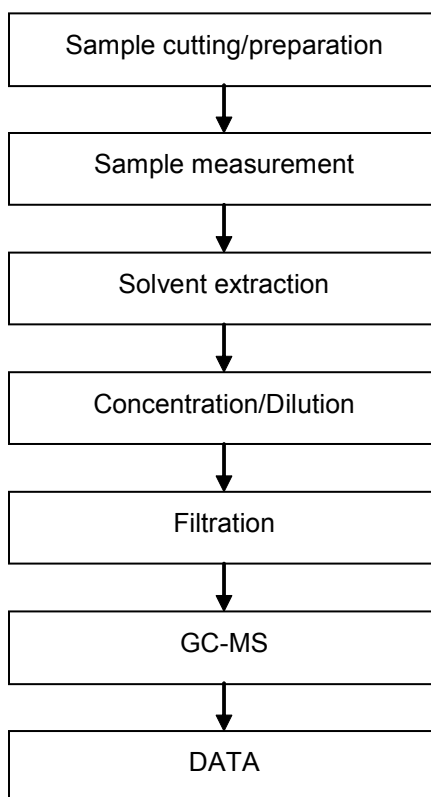 Sample cutting/preparation
Sample measurement
Solvent extraction
Concentration/Dilution
Filtration
GC-MS
DATA